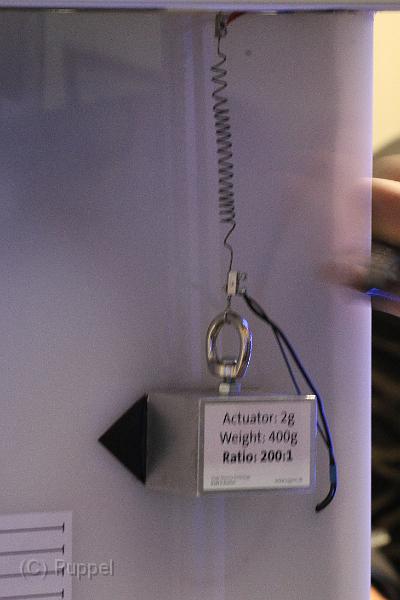 Actuator: 2g
Weight: 400g
Ratio: 200:1
(C) Ruppel